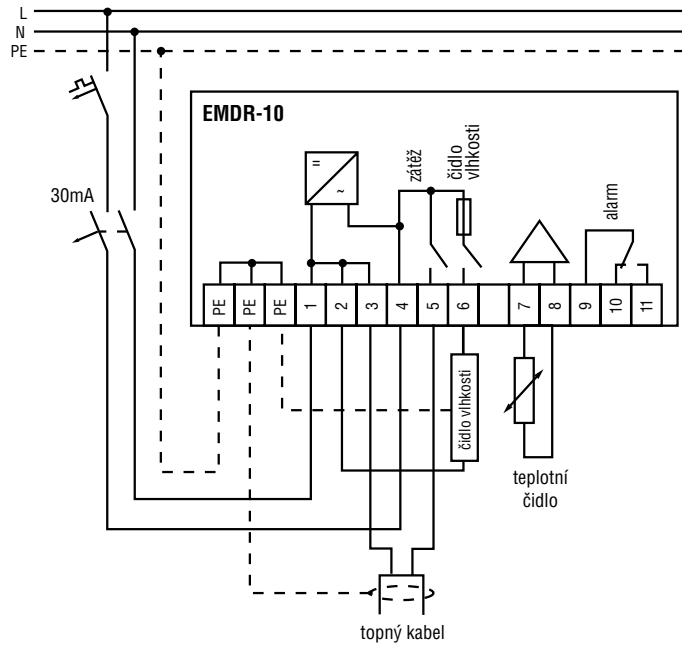 L
N
PE
EMDR-10
=
~
zátěž
čidlo
vlhkosti
alarm
30mA
PE
PE
PE
1
2
3
4
5
6
7
8
9
10
11
čidlo vlhkosti
teplotní
čidlo
topný kabel